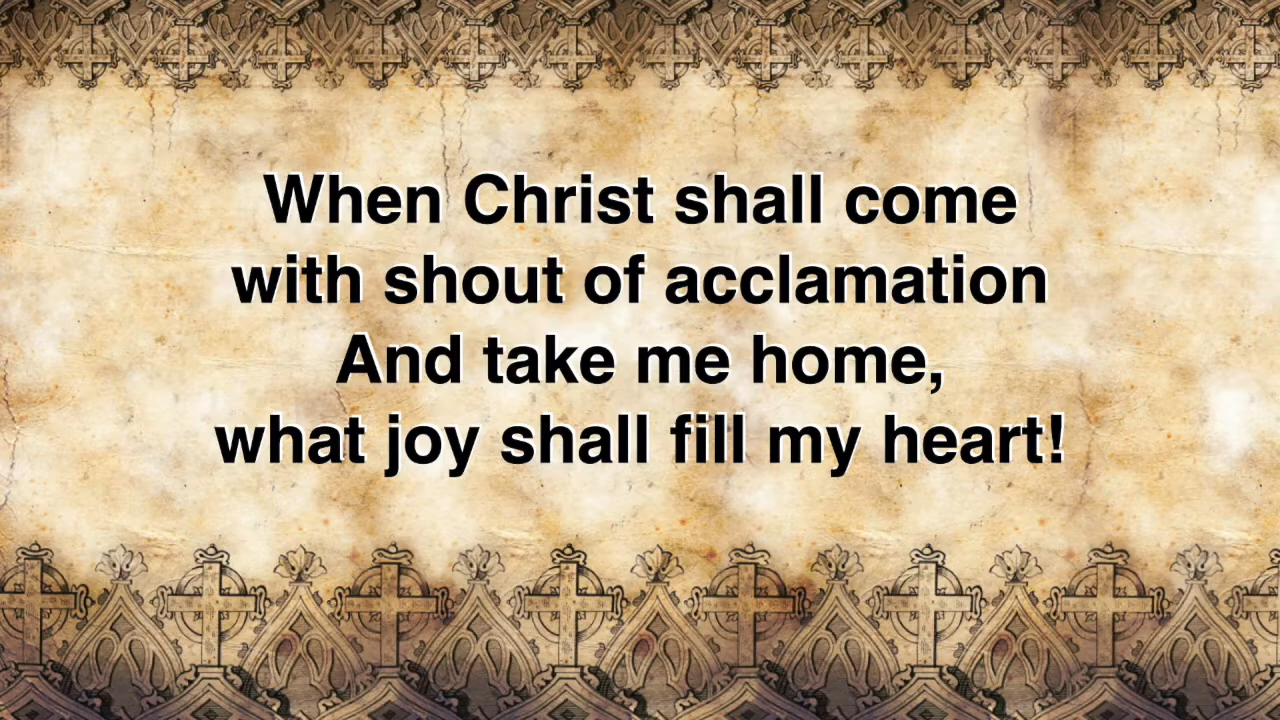 When Christ shall come
with shout of acclamation
And take me home,
what joy shall fill my heart!